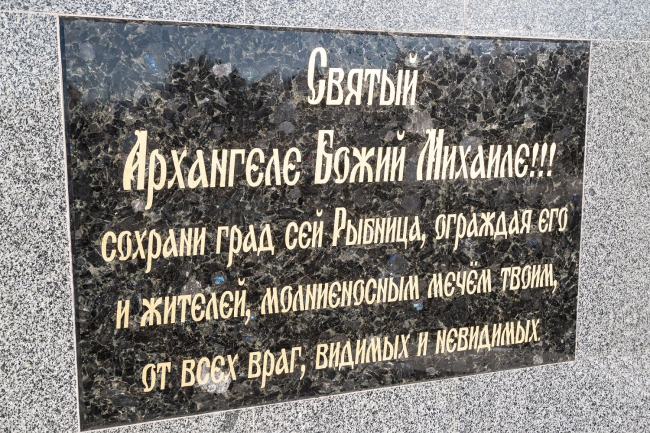 Святый
Архангеле Божий Михаиле!!!
сохрани град сей Рыбница, ограждая его
и жителей, молниеносным мечём твоим,
от всех враг, видимых и невидимых